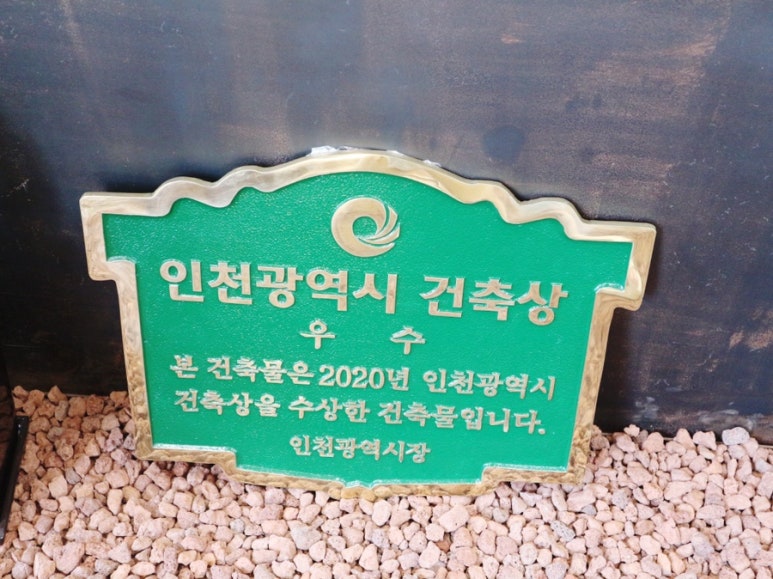 인천광역시 건축상
우 수
본 건축물은 2020년 인천광역시
건축상을 수상한 건축물입니다.
인천광역시장